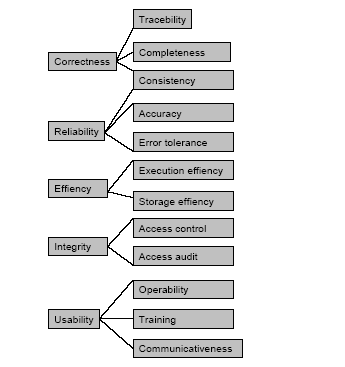 Tracebility
Completeness
Correctness
Consistency
Accuracy
Reliability
Error tolerance
Execution effiency
Effiency
Storage effiency
Access control
Integrity
Access audit
Operability
Usability
Training
Communicativeness